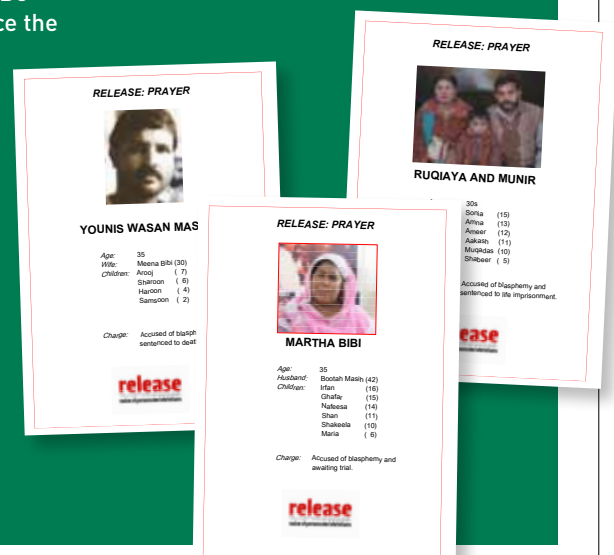 ce the
RELEASE: PRAYER
YOUNIS WASAN MAS
Age: 35
Wife: Meena Bibi (30)
Children: Arooj ( 7)
Sharoon ( 6)
Haroon ( 4)
Samsoon ( 2)
Charge: Accused of blasph
sentenced to deat
release
RELEASE: PRAYER
MARTHA BIBI
Age: 35
Husband: Bootah Masih (42)
Children: Irfan (16)
Ghafar (15)
Nafeesa (14)
Shan (11)
Shakeela (10)
Maria ( 6)
Charge: Accused of blasphemy and
awaiting trial.
release
RELEASE: PRAYER
RUQIAYA AND MUNIR
30s
Sonia (15)
Amna (13)
Ameer (12)
Aakash (11)
Muqadas (10)
Shabeer ( 5)
Accused of blasphemy and
sentenced to life imprisonment.
ease